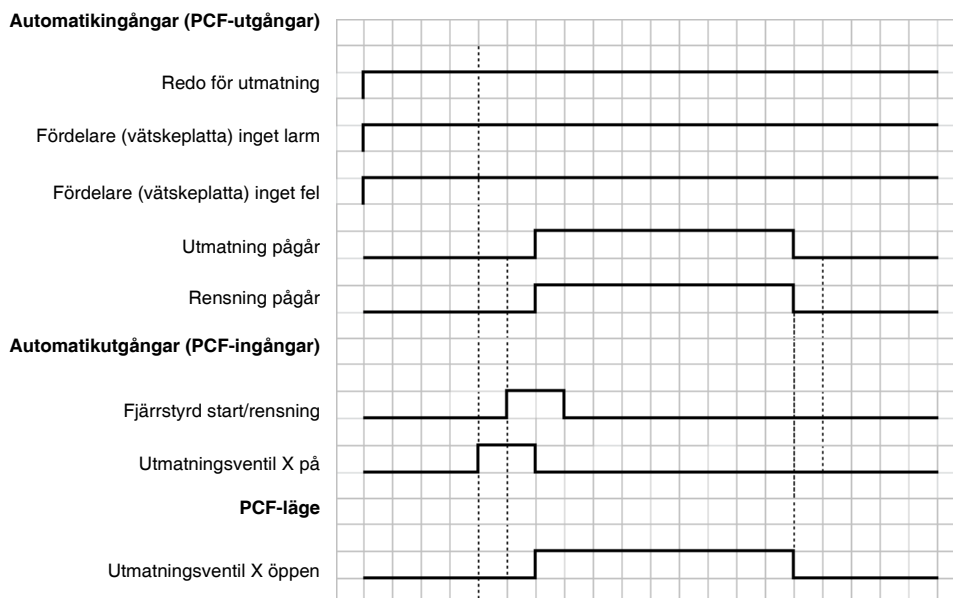 Automatikingångar (PCF-utgångar)
Redo för utmatning
Fördelare (vätskeplatta) inget larm
Fördelare (vätskeplatta) inget fel
Utmatning pågår
Rensning pågår
Automatikutgångar (PCF-ingångar)
Fjärrstyrd start/rensning
Utmatningsventil X på
PCF-läge
Utmatningsventil X öppen